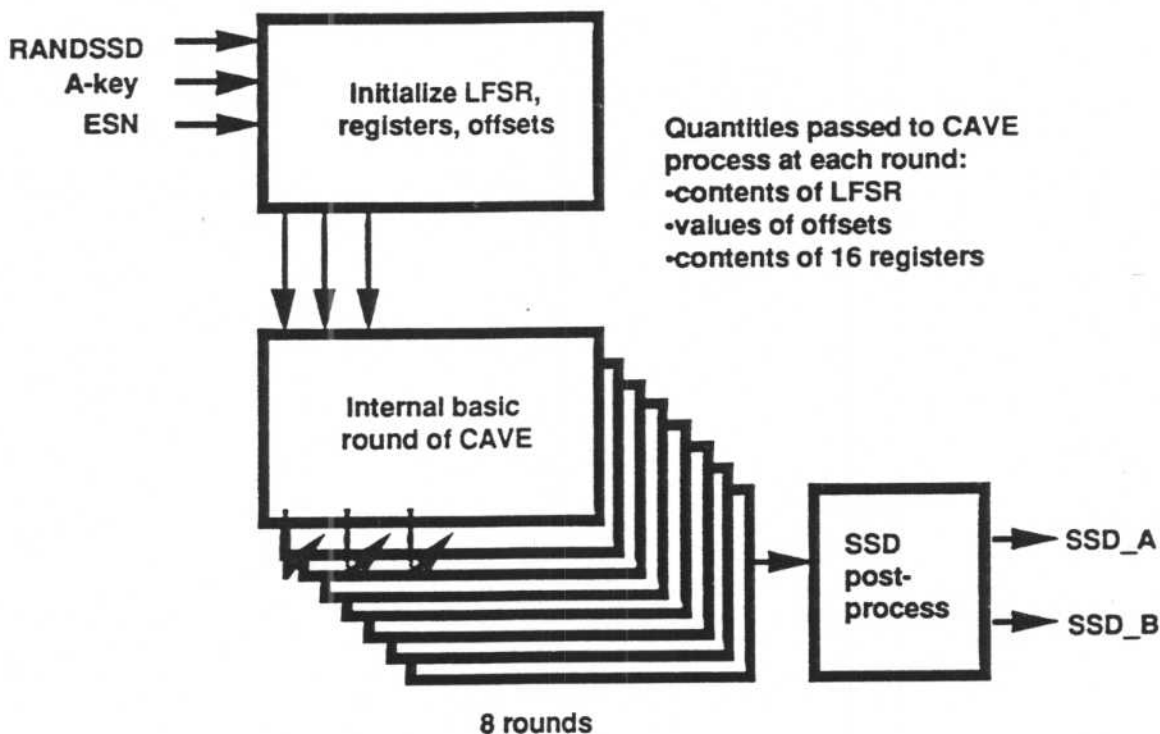 RANDSSD
A-key
ESN
Initialize LFSR,
registers, offsets
Quantities passed to CAVE
process at each round:
•contents of LFSR
•values of offsets
•contents of 16 registers
Internal basic
round of CAVE
SSD
post-
process
SSD_A
SSD_B
8 rounds